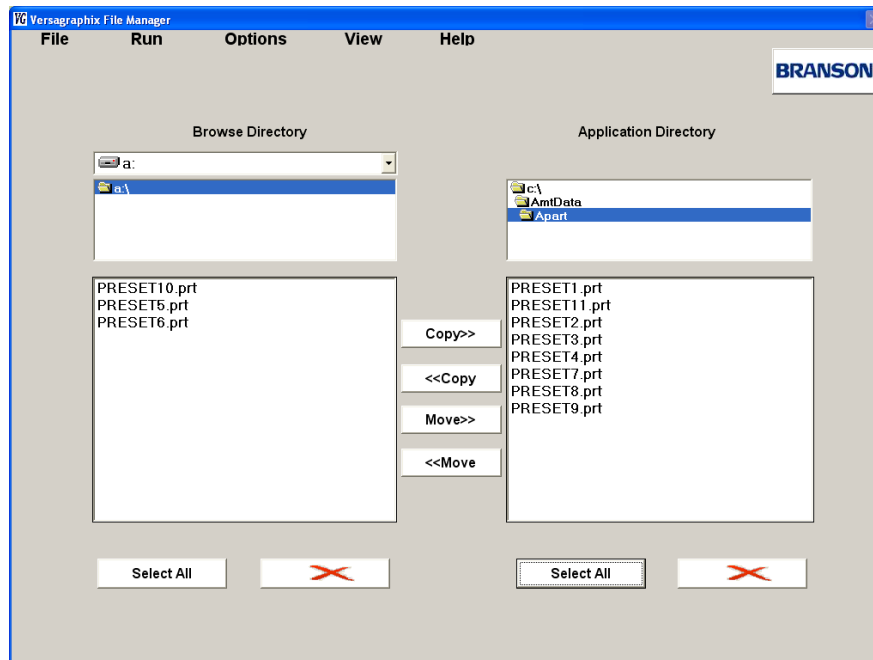 VG Versagraphix File Manager
File Run Options View Help
BRANSON
Browse Directory
Application Directory
a:
a:\
c:\
AmtData
Apart
PRESET10.prt
PRESET5.prt
PRESET6.prt
Copy>>
<<Copy
Move>>
<<Move
PRESET1.prt
PRESET11.prt
PRESET2.prt
PRESET3.prt
PRESET4.prt
PRESET7.prt
PRESET8.prt
PRESET9.prt
Select All
Select All